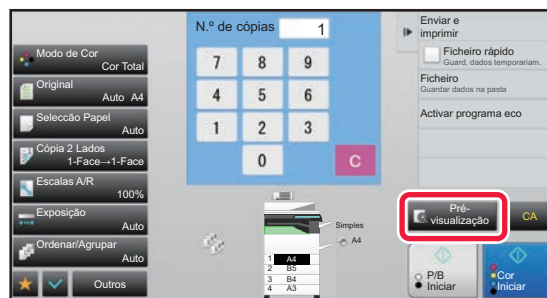 N.º de cópias 1
Modo de Cor
Cor Total
Original
Auto A4
Seleccão Papel
Auto
Cópia 2 Lados
1-Face→1-Face
Escalas A/R
100%
Exposição
Auto
Ordenar/Agrupar
Auto
Outros
7 8 9
4 5 6
1 2 3
0 C
Simples
A4
1 A4
2 B5
3 B4
4 A3
Enviar e
imprimir
Ficheiro rápido
Guard. dados temporariam.
Ficheiro
Guardar dados na pasta
Activar programa eco
Pré-
visualização
CA
P/B
Iniciar
Cor
Iniciar